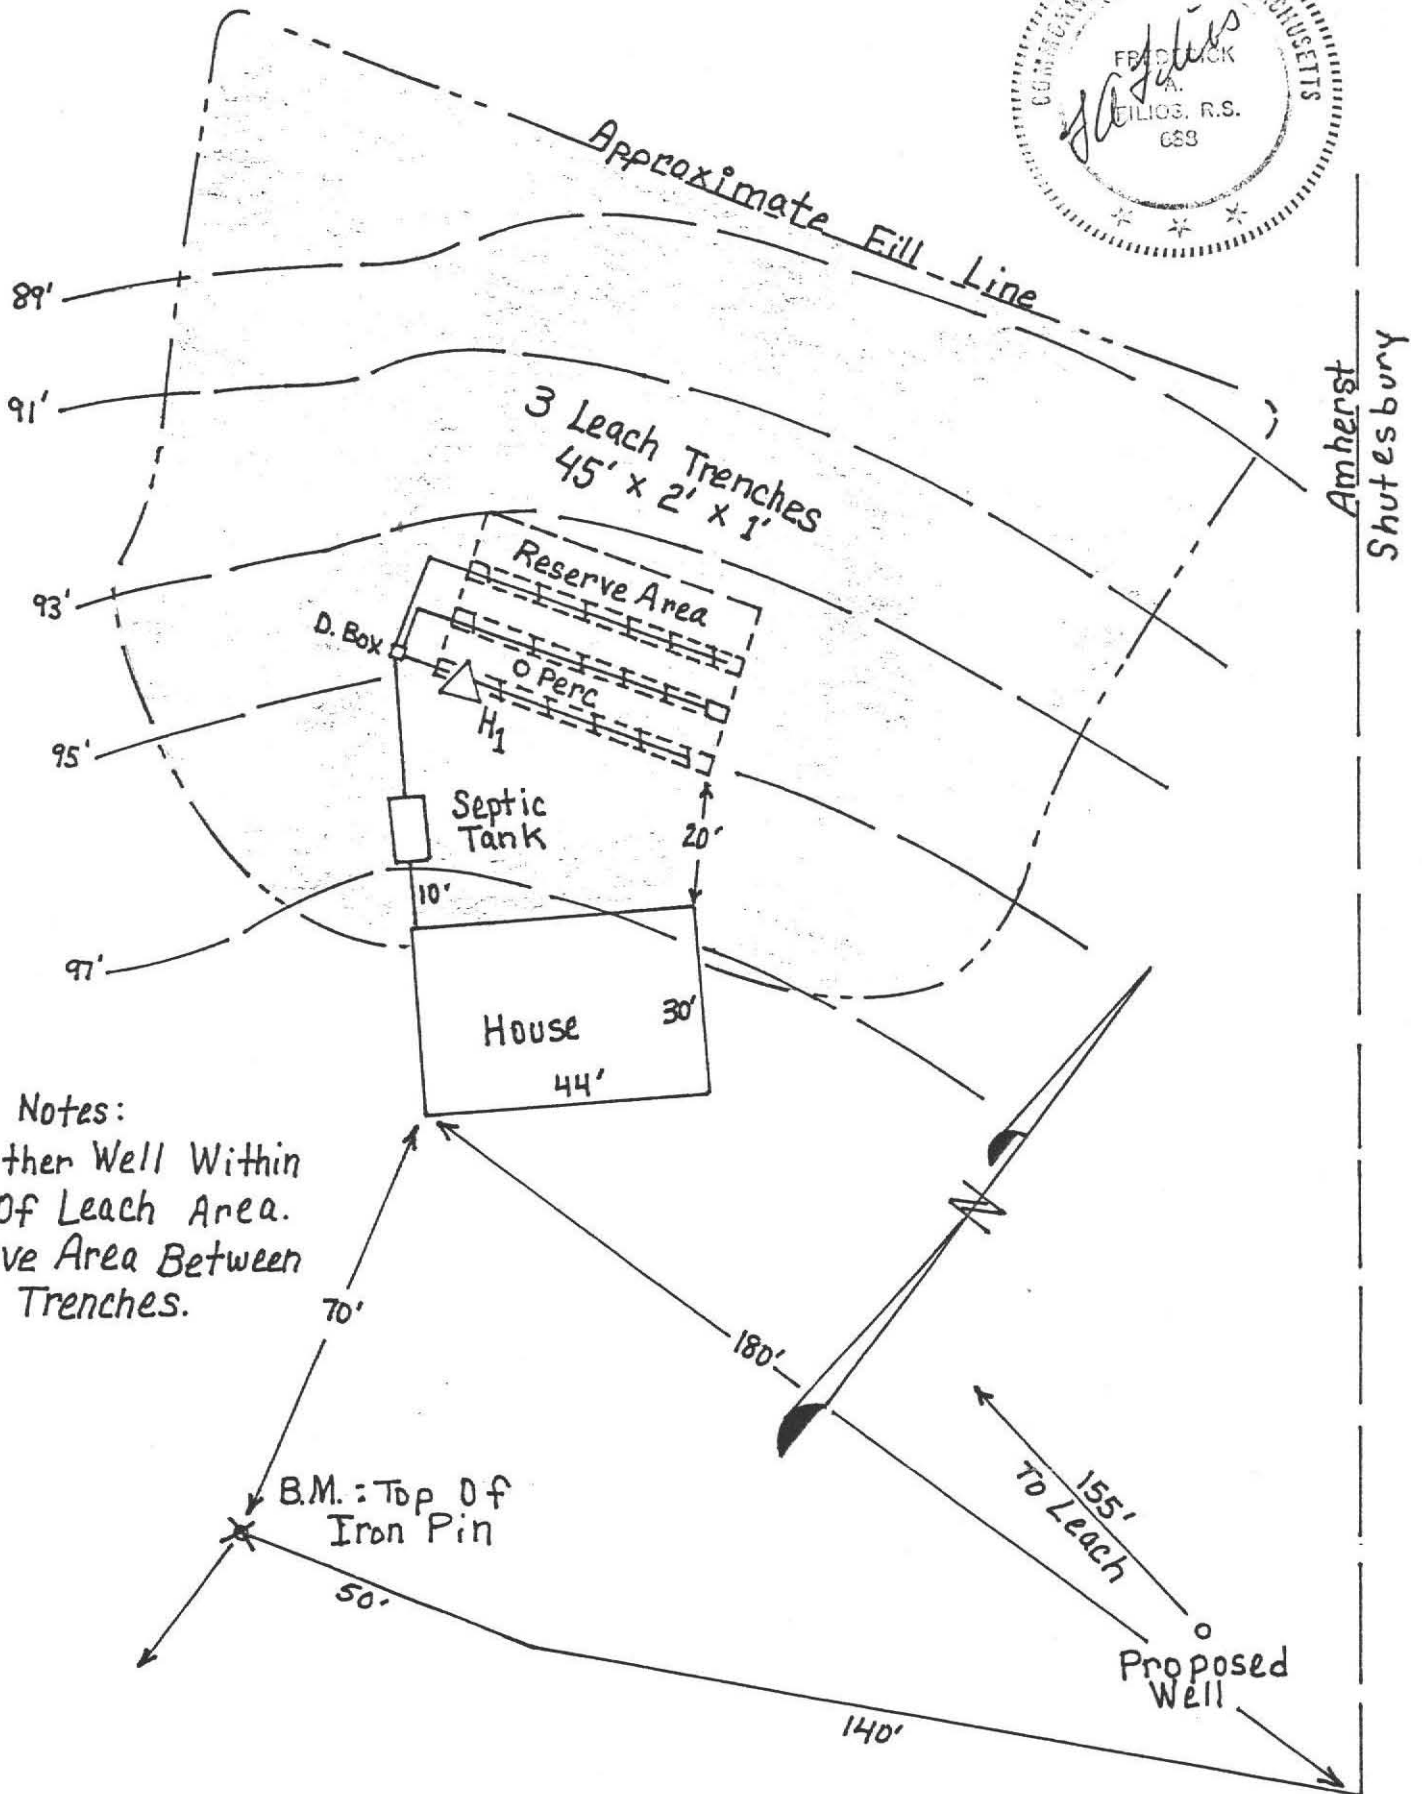 FREDERICK
A.
FILIOS, R.S.
688
Approximate Fill Line
89'
91'
3 Leach Trenches
45' x 2' x 1'
Amherst
Shutesbury
93'
Reserve Area
D. Box
Perc
H1
95'
Septic
Tank
20'
10'
97'
House
30'
44'
Notes:
ther Well Within
Of Leach Area.
ve Area Between
Trenches.
70'
180'
N
155'
To Leach
B.M.: Top Of
Iron Pin
50'
Proposed
Well
140'